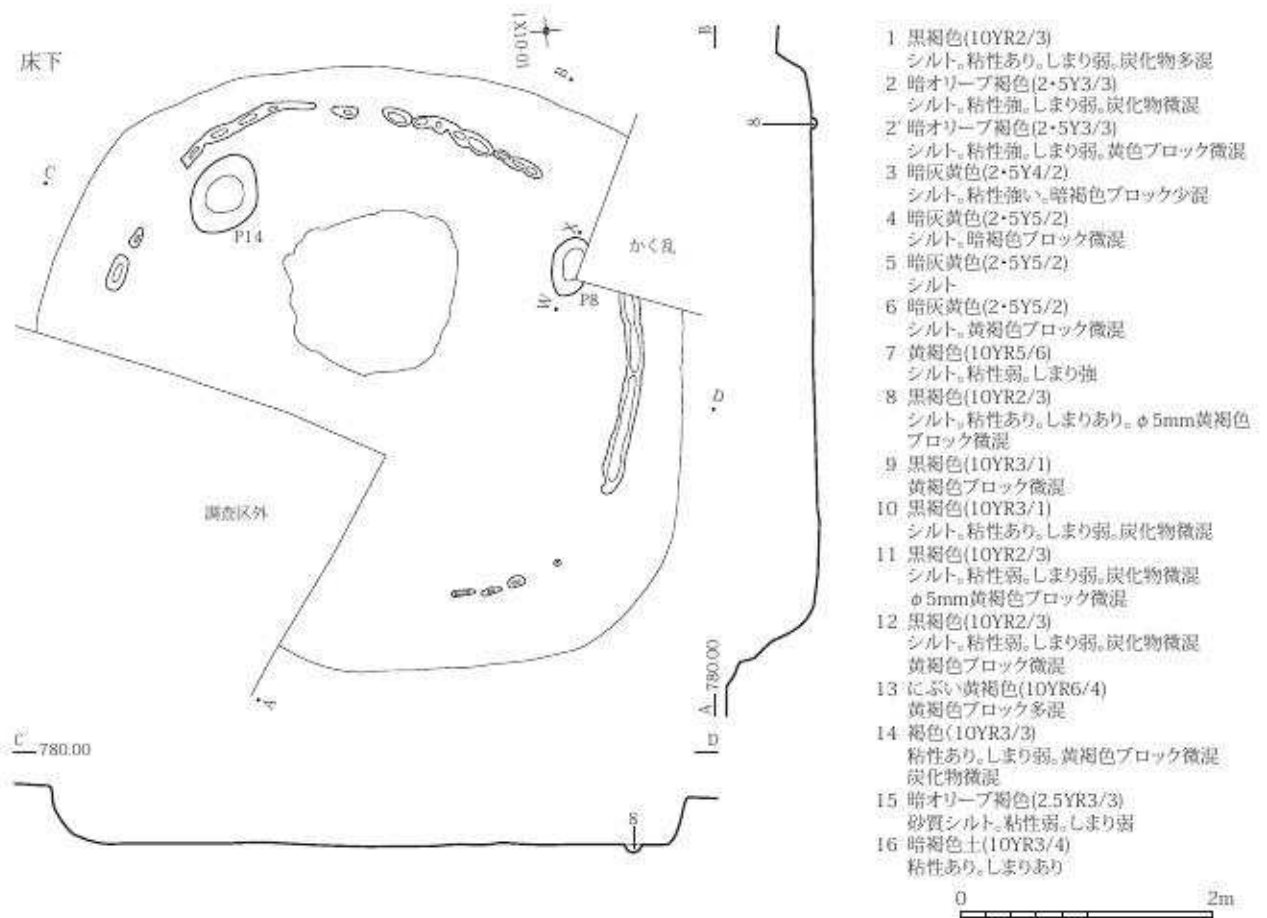 床下
1X10-01
B
C
P14
X
かく乱
W
P8
D
調査区外
A
B
8
A 780.00
C 780.00
D
8
1 黒褐色(10YR2/3)
シルト。粘性あり。しまり弱。炭化物多混
2 暗オリーブ褐色(2・5Y3/3)
シルト。粘性強。しまり弱。炭化物微混
2' 暗オリーブ褐色(2・5Y3/3)
シルト。粘性強。しまり弱。黄色ブロック微混
3 暗灰黄色(2・5Y4/2)
シルト。粘性強い。暗褐色ブロック少混
4 暗灰黄色(2・5Y5/2)
シルト。暗褐色ブロック微混
5 暗灰黄色(2・5Y5/2)
シルト
6 暗灰黄色(2・5Y5/2)
シルト。黄褐色ブロック微混
7 黄褐色(10YR5/6)
シルト。粘性弱。しまり強
8 黒褐色(10YR2/3)
シルト。粘性あり。しまりあり。φ5mm黄褐色
ブロック微混
9 黒褐色(10YR3/1)
黄褐色ブロック微混
10 黒褐色(10YR3/1)
シルト。粘性あり。しまり弱。炭化物微混
11 黒褐色(10YR2/3)
シルト。粘性弱。しまり弱。炭化物微混
φ5mm黄褐色ブロック微混
12 黒褐色(10YR2/3)
シルト。粘性弱。しまり弱。炭化物微混
黄褐色ブロック微混
13 にぶい黄褐色(10YR6/4)
黄褐色ブロック多混
14 褐色(10YR3/3)
粘性あり。しまり弱。黄褐色ブロック微混
炭化物微混
15 暗オリーブ褐色(2.5YR3/3)
砂質シルト。粘性弱。しまり弱
16 暗褐色土(10YR3/4)
粘性あり。しまりあり
0 2m